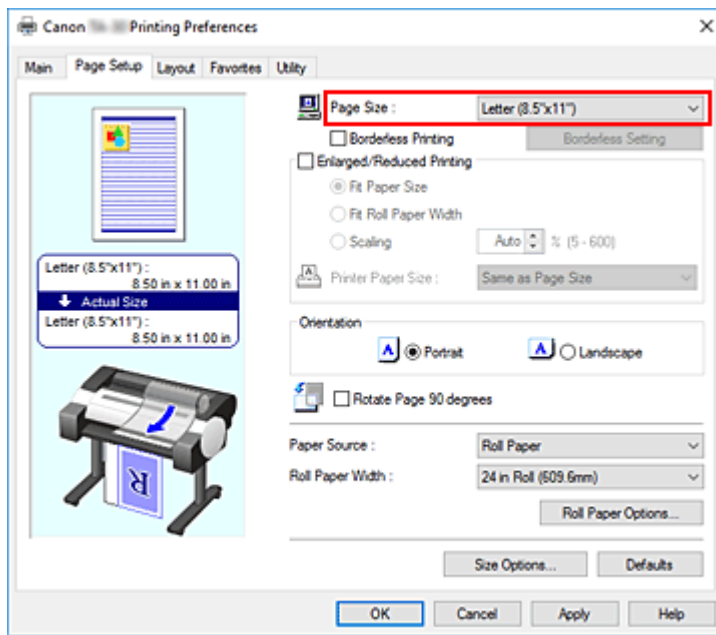 Canon Printing Preferences
Main Page Setup Layout Favorites Utility
Page Size : Letter (8.5"x11")
Borderless Printing Borderless Setting
Enlarged/Reduced Printing
Fit Paper Size
Fit Roll Paper Width
Scaling Auto % (5 - 600)
Printer Paper Size : Same as Page Size
Letter (8.5"x11") :
8.50 in x 11.00 in
Actual Size
Letter (8.5"x11") :
8.50 in x 11.00 in
Orientation
A Portrait A Landscape
Rotate Page 90 degrees
Paper Source : Roll Paper
Roll Paper Width : 24 in Roll (609.6mm)
Roll Paper Options...
R
Size Options... Defaults
OK Cancel Apply Help